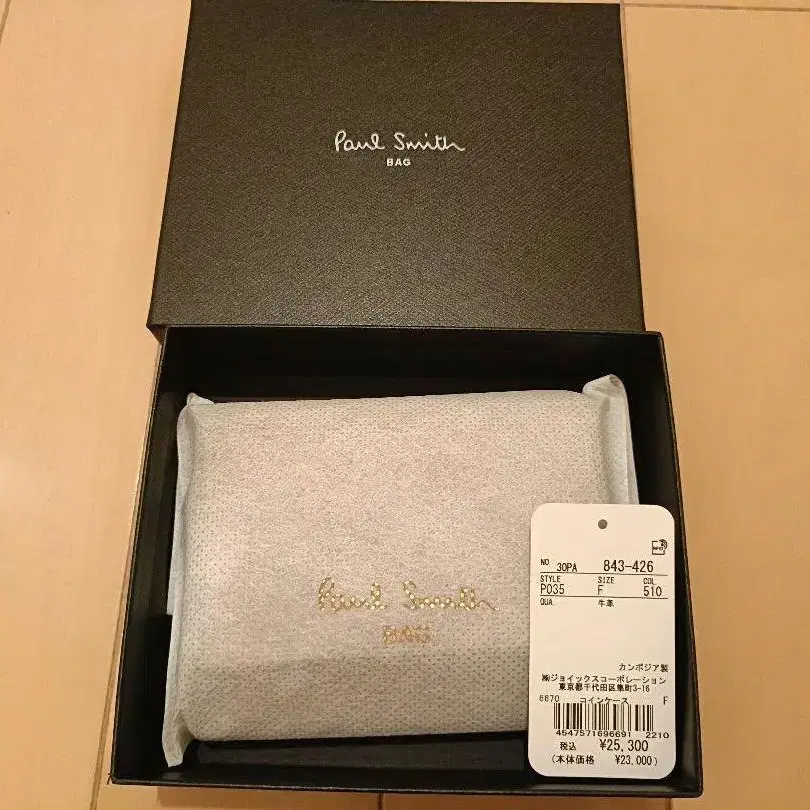 Paul Smith
BAG
Paul Smith
BAG
RFID
NO 30PA 843-426
STYLE SIZE COL
P035 F 510
QUA. 牛革
カンボジア製
㈱ジョイックスコーポレーション
東京都千代田区隼町3-16
6670 コインケース F
4547571696691 2210
税込 ¥25,300
(本体価格 ¥23,000)